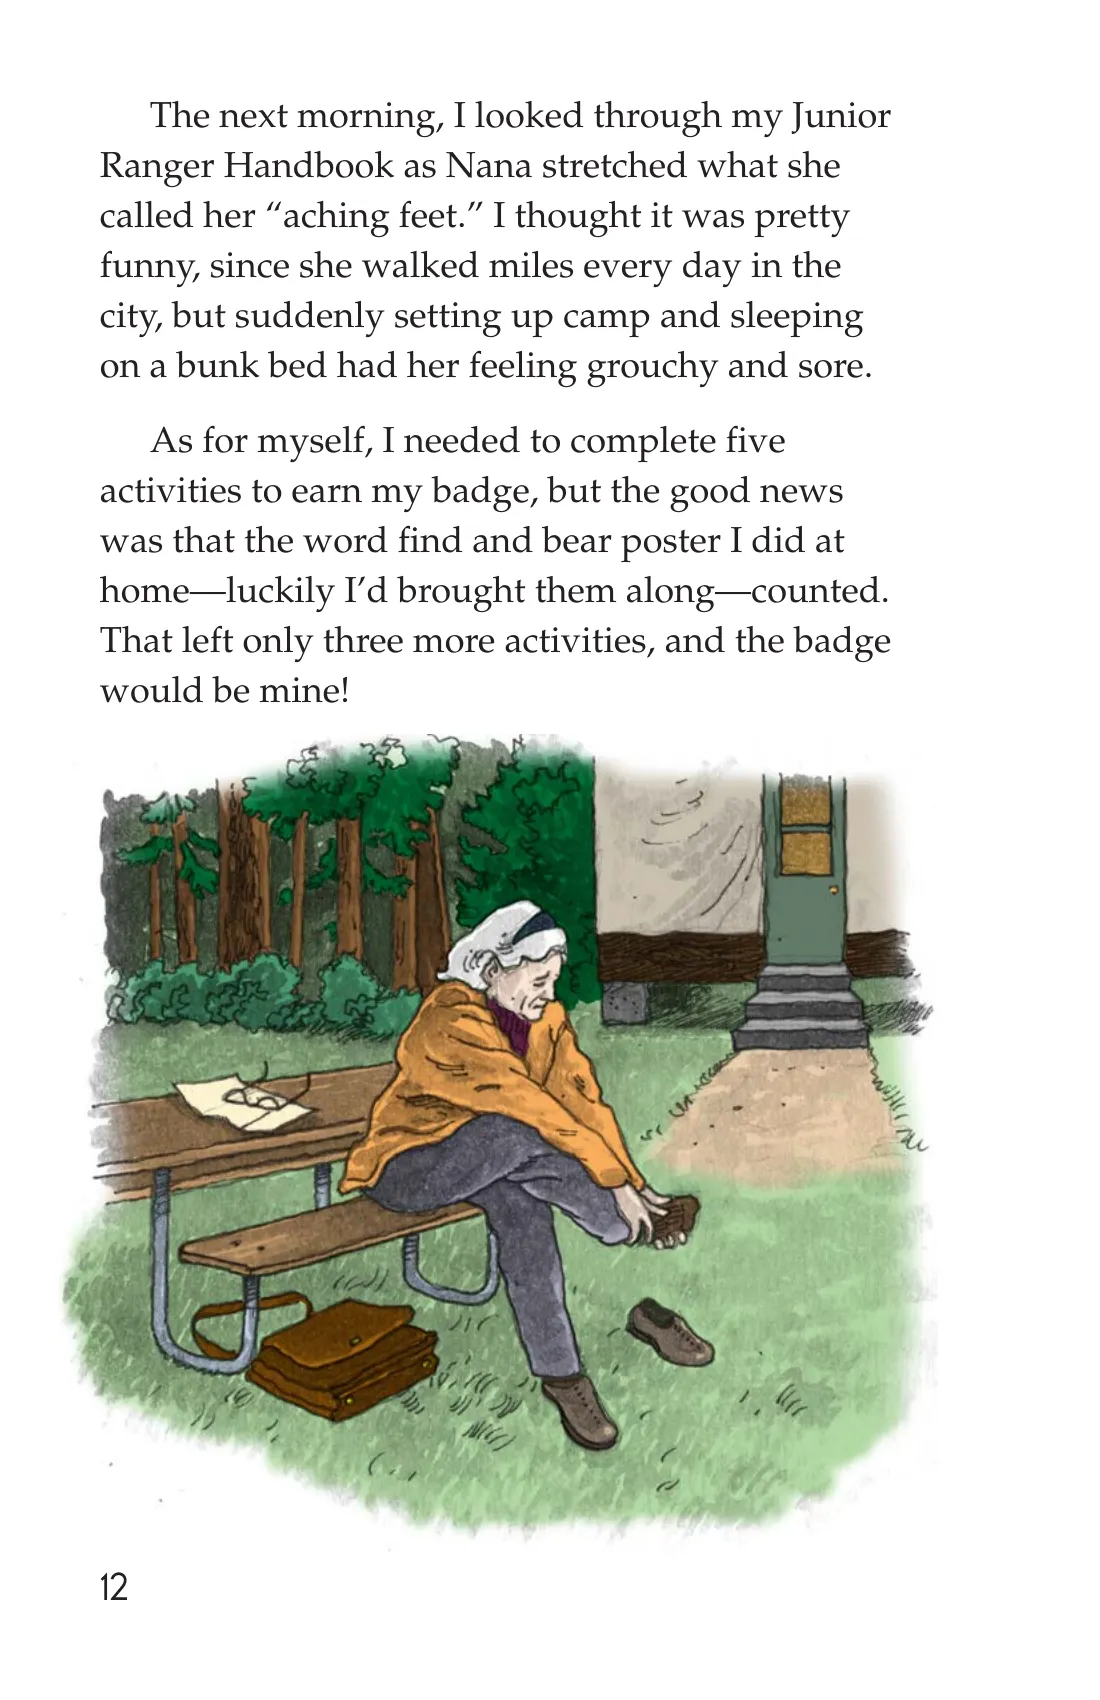 The next morning, I looked through my Junior
Ranger Handbook as Nana stretched what she
called her “aching feet.” I thought it was pretty
funny, since she walked miles every day in the
city, but suddenly setting up camp and sleeping
on a bunk bed had her feeling grouchy and sore.
As for myself, I needed to complete five
activities to earn my badge, but the good news
was that the word find and bear poster I did at
home—luckily I’d brought them along—counted.
That left only three more activities, and the badge
would be mine!
12